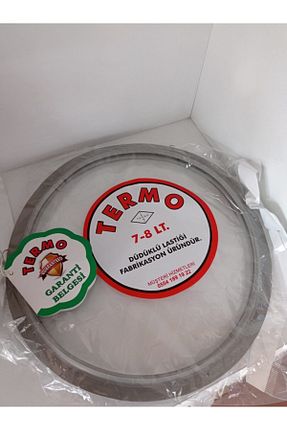 TERMO
7-8 LT.
DÜDÜKLÜ LASTİĞİ
FABRİKASYON ÜRÜNDÜR.
MÜŞTERİ HİZMETLERİ
TERMO
GARANTİ
BELGESİ